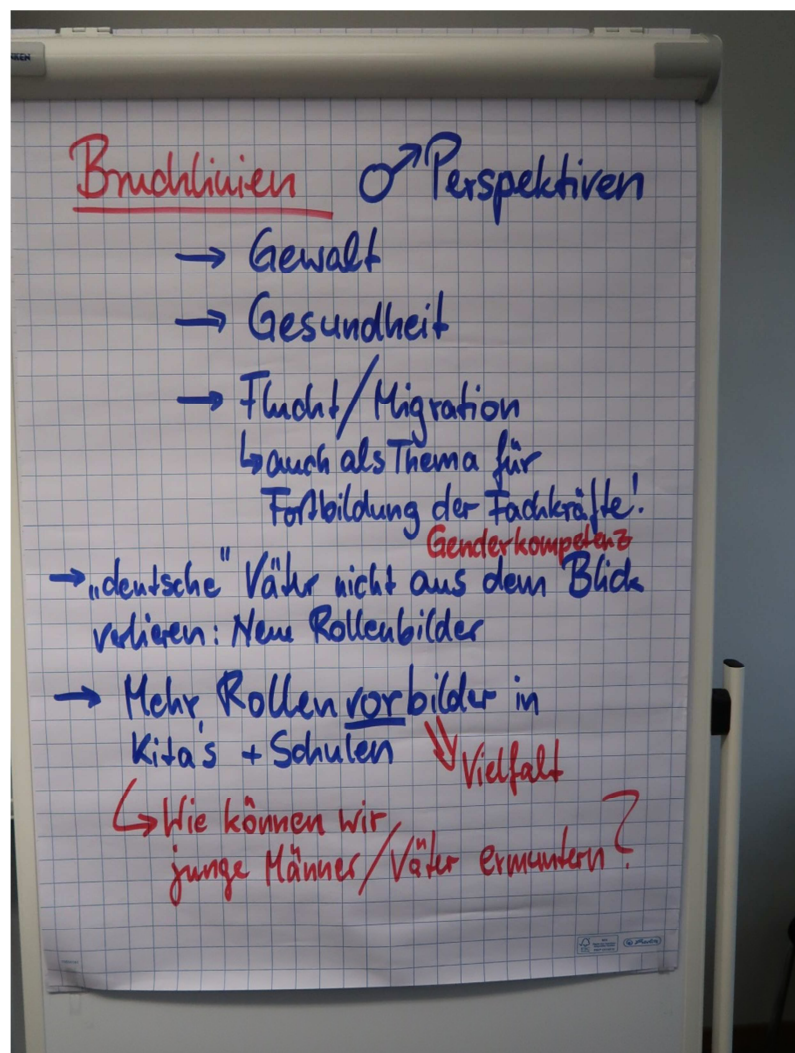 Bruchlinien ♂ Perspektiven
→ Gewalt
→ Gesundheit
→ Flucht/Migration
↳ auch als Thema für
Fortbildung der Fachkräfte!
Genderkompetenz
→ „deutsche" Väter nicht aus dem Blick
verlieren: Neue Rollenbilder
→ Mehr Rollenvorbilder in
Kita's + Schulen
Vielfalt
↳ Wie können wir
junge Männer/Väter ermuntern?